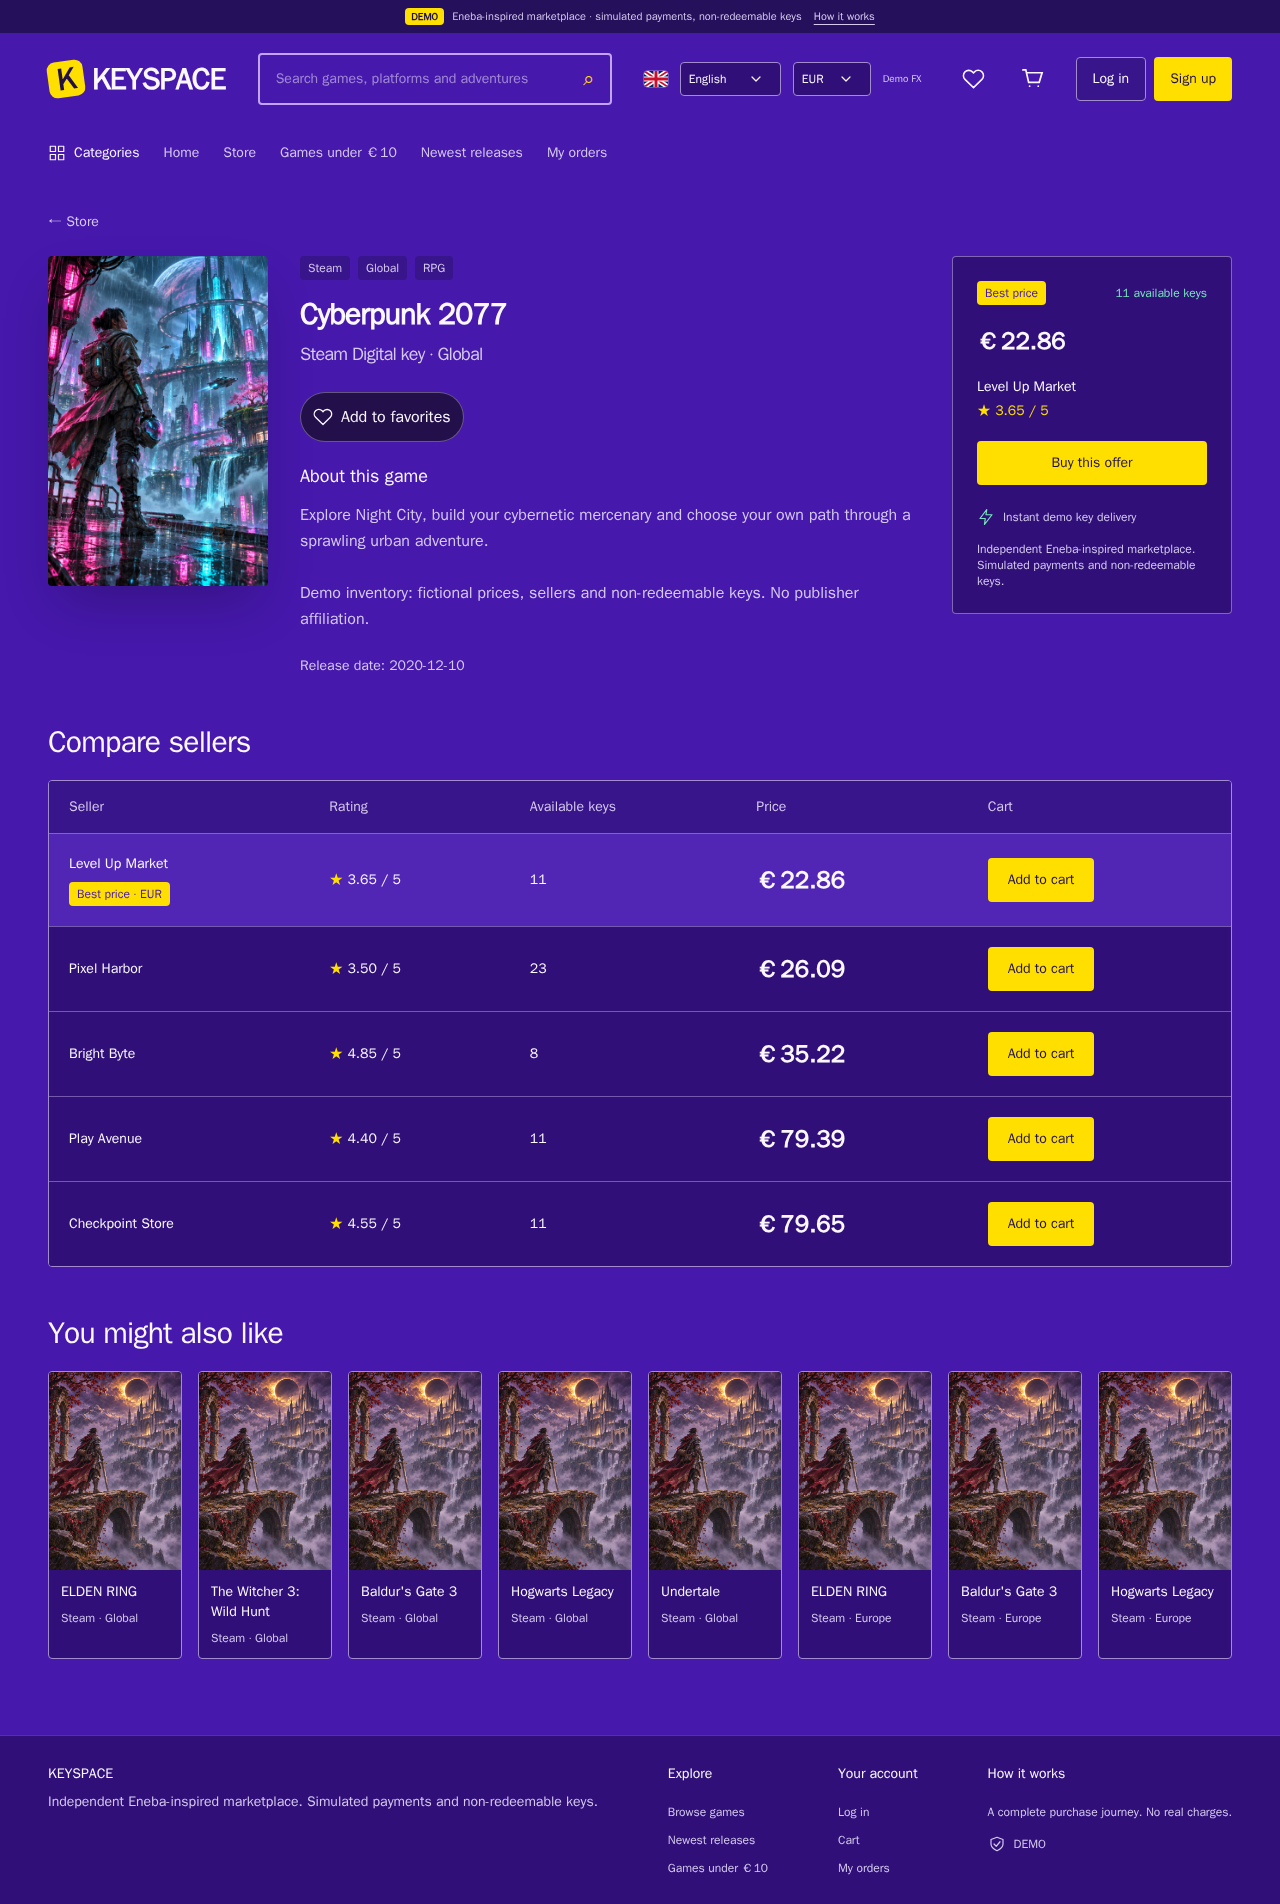 DEMO Eneba-inspired marketplace · simulated payments, non-redeemable keys How it works
K KEYSPACE
Search games, platforms and adventures
English
EUR
Demo FX
Log in
Sign up
Categories Home Store Games under €10 Newest releases My orders
← Store
Steam Global RPG
Cyberpunk 2077
Steam Digital key · Global
Add to favorites
About this game
Explore Night City, build your cybernetic mercenary and choose your own path through a
sprawling urban adventure.
Demo inventory: fictional prices, sellers and non-redeemable keys. No publisher
affiliation.
Release date: 2020-12-10
Best price 11 available keys
€22.86
Level Up Market
★ 3.65 / 5
Buy this offer
Instant demo key delivery
Independent Eneba-inspired marketplace.
Simulated payments and non-redeemable
keys.
Compare sellers
Seller Rating Available keys Price Cart
Level Up Market
Best price · EUR
★ 3.65 / 5 11 €22.86 Add to cart
Pixel Harbor ★ 3.50 / 5 23 €26.09 Add to cart
Bright Byte ★ 4.85 / 5 8 €35.22 Add to cart
Play Avenue ★ 4.40 / 5 11 €79.39 Add to cart
Checkpoint Store ★ 4.55 / 5 11 €79.65 Add to cart
You might also like
ELDEN RING
Steam · Global
The Witcher 3:
Wild Hunt
Steam · Global
Baldur's Gate 3
Steam · Global
Hogwarts Legacy
Steam · Global
Undertale
Steam · Global
ELDEN RING
Steam · Europe
Baldur's Gate 3
Steam · Europe
Hogwarts Legacy
Steam · Europe
KEYSPACE
Independent Eneba-inspired marketplace. Simulated payments and non-redeemable keys.
Explore
Browse games
Newest releases
Games under €10
Your account
Log in
Cart
My orders
How it works
A complete purchase journey. No real charges.
DEMO